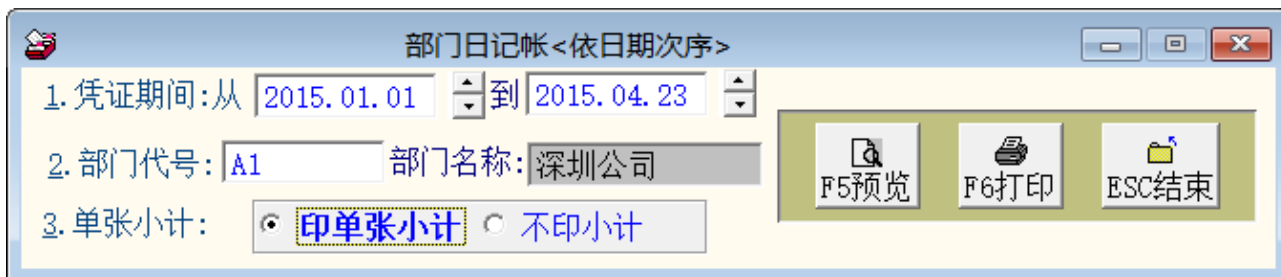 部门日记帐<依日期次序>
1.凭证期间:从 2015.01.01 到 2015.04.23
2.部门代号: A1 部门名称: 深圳公司
3.单张小计: 印单张小计 不印小计
F5预览 F6打印 ESC结束